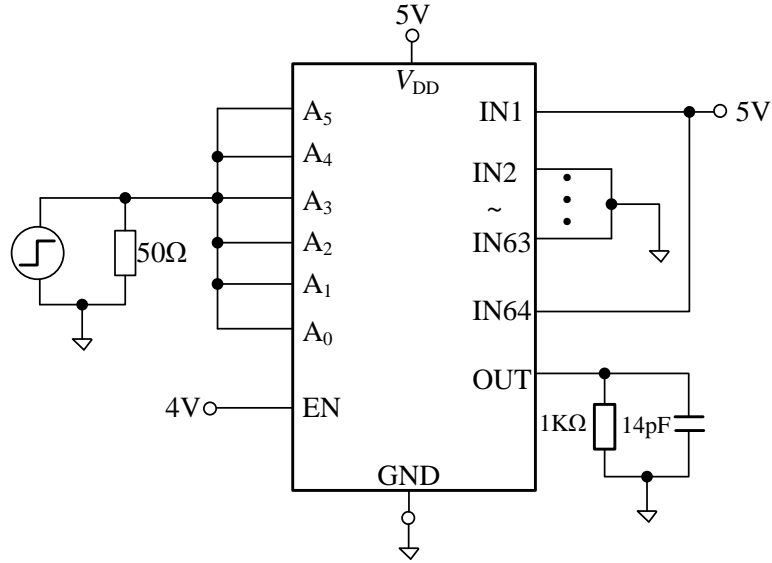 5V
V_DD
A₅
A₄
A₃
A₂
A₁
A₀
50Ω
4V
EN
GND
IN1
5V
IN2
~
IN63
IN64
OUT
1KΩ
14pF